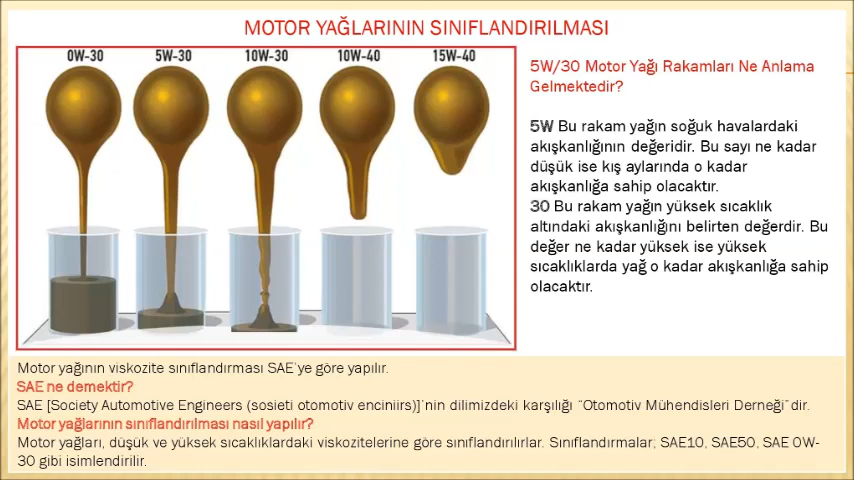 MOTOR YAĞLARININ SINIFLANDIRILMASI
0W-30 5W-30 10W-30 10W-40 15W-40
5W/30 Motor Yağı Rakamları Ne Anlama
Gelmektedir?
5W Bu rakam yağın soğuk havalardaki
akışkanlığının değeridir. Bu sayı ne kadar
düşük ise kış aylarında o kadar
akışkanlığa sahip olacaktır.
30 Bu rakam yağın yüksek sıcaklık
altındaki akışkanlığını belirten değerdir. Bu
değer ne kadar yüksek ise yüksek
sıcaklıklarda yağ o kadar akışkanlığa sahip
olacaktır.
Motor yağının viskozite sınıflandırması SAE'ye göre yapılır.
SAE ne demektir?
SAE [Society Automotive Engineers (sosieti otomotiv enciniirs)]'nin dilimizdeki karşılığı “Otomotiv Mühendisleri Derneği”dir.
Motor yağlarının sınıflandırılması nasıl yapılır?
Motor yağları, düşük ve yüksek sıcaklıklardaki viskozitelerine göre sınıflandırılırlar. Sınıflandırmalar; SAE10, SAE50, SAE 0W-
30 gibi isimlendirilir.